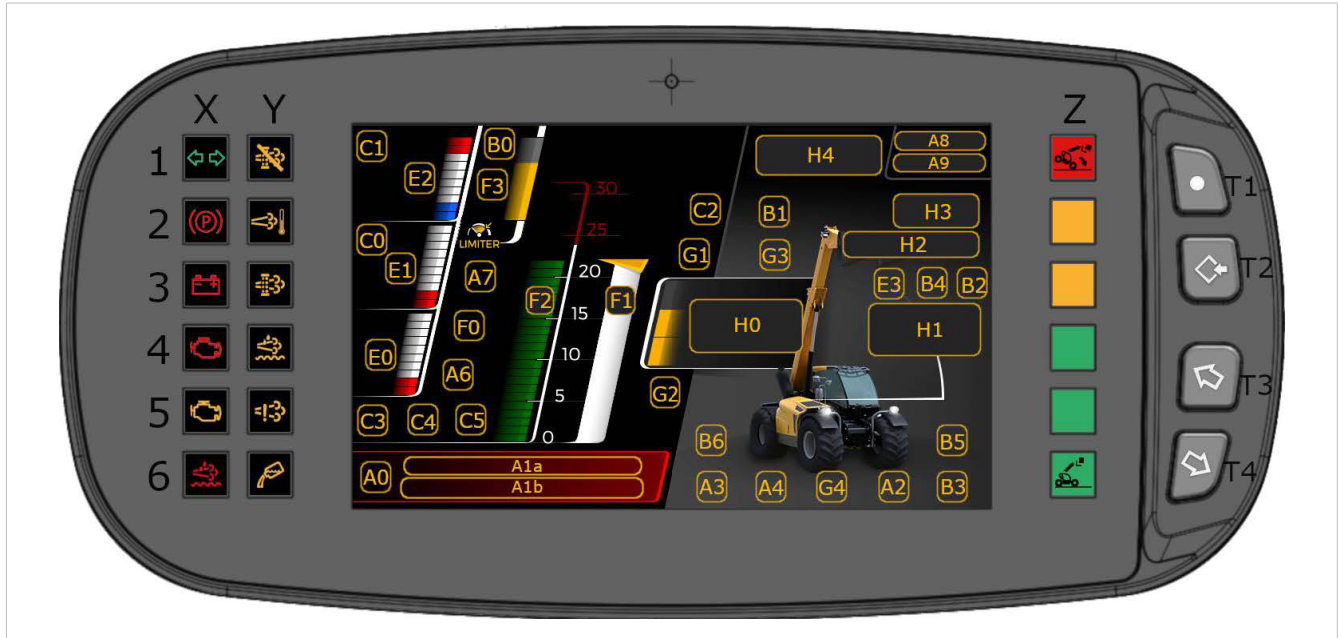 X Y Z
1 C1 B0 H4 A8
A9
E2 F3 T1
2 (P) 30 C2 B1 H3
C0 LIMITER 25 H2
E1 A7 G1 G3 T2
3 20 E3 B4 B2
F2 F1
15
F0 H0 H1
4 E0 10
A6 T3
5 G2
5 C3 C4 C5 0 B6 B5
6 A0 A1a T4
A1b A3 A4 G4 A2 B3